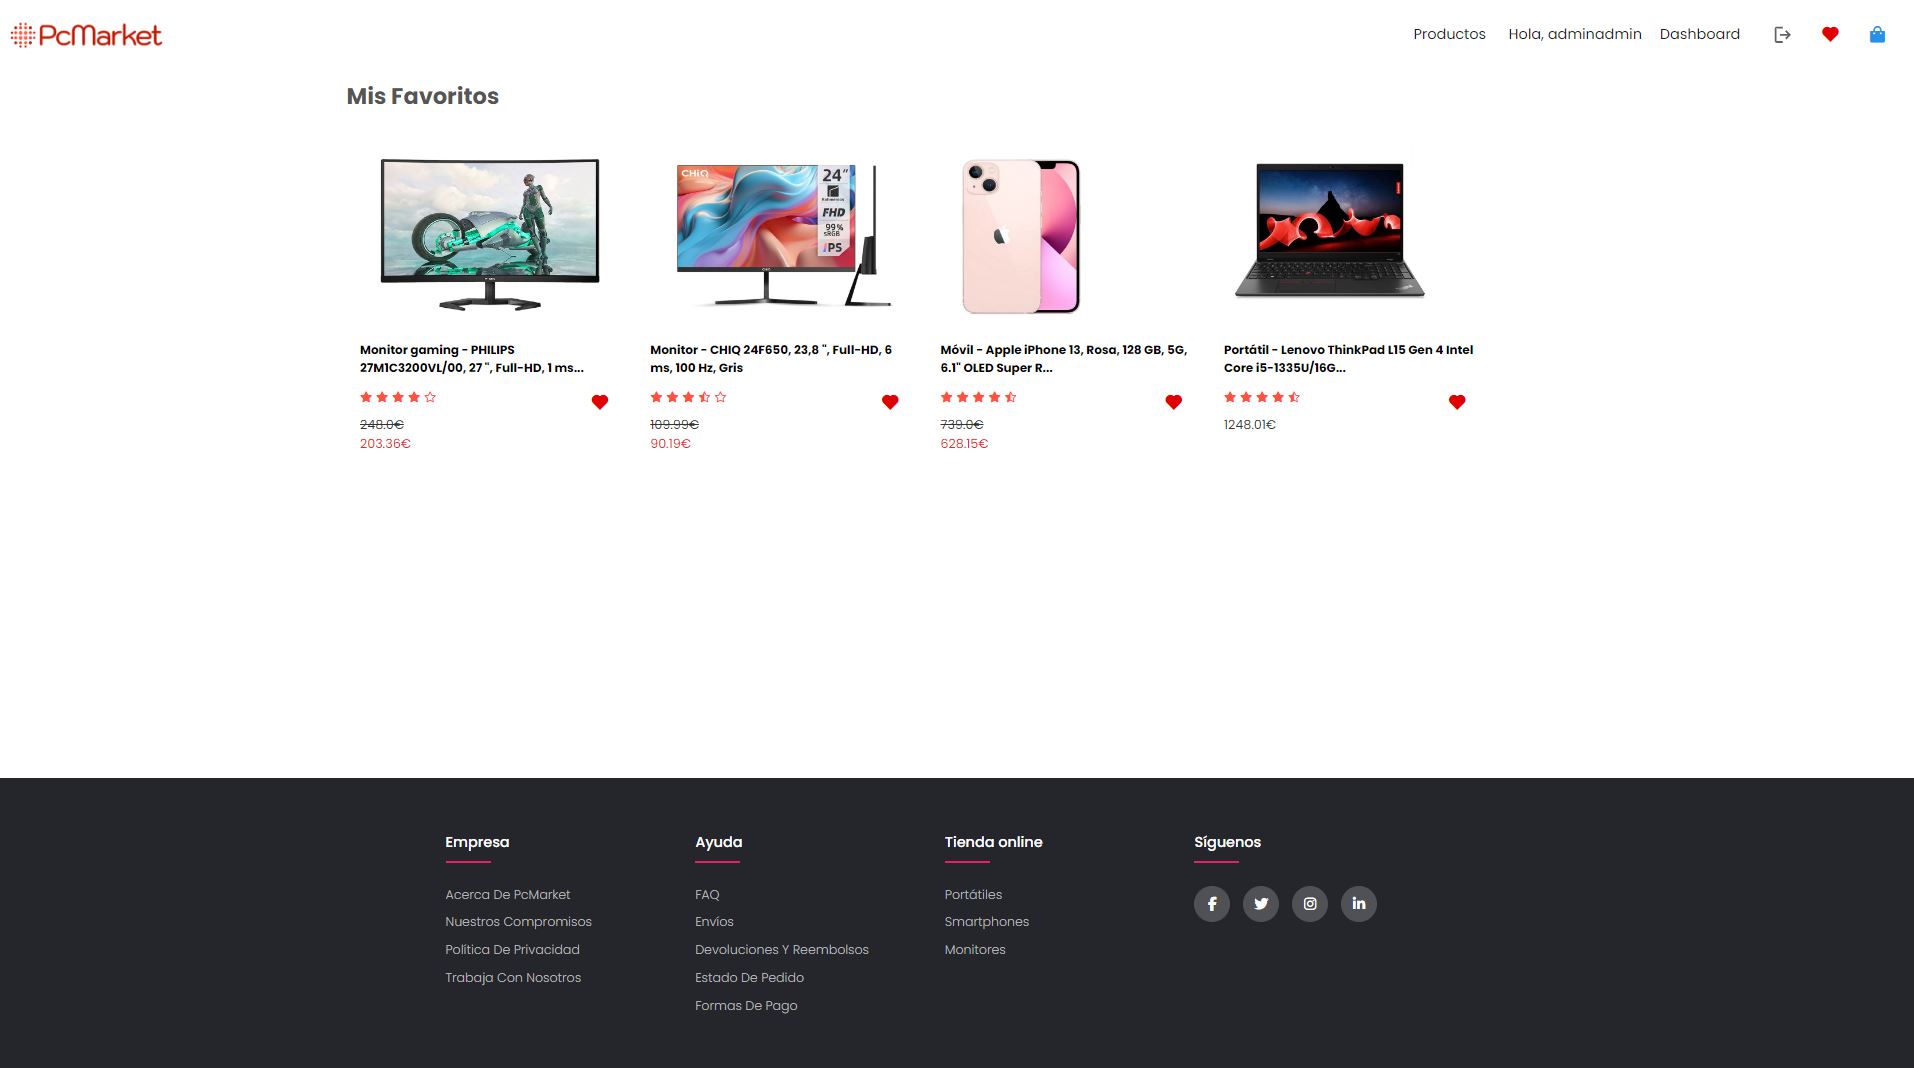 PcMarket
Productos
Hola, adminadmin
Dashboard
Mis Favoritos
CHiQ
24"
FHD
99%
sRGB
IPS
Monitor gaming - PHILIPS
27M1C3200VL/00, 27 ", Full-HD, 1 ms...
248.0€
203.36€
Monitor - CHIQ 24F650, 23,8 ", Full-HD, 6
ms, 100 Hz, Gris
109.99€
90.19€
Móvil - Apple iPhone 13, Rosa, 128 GB, 5G,
6.1" OLED Super R...
739.0€
628.15€
Portátil - Lenovo ThinkPad L15 Gen 4 Intel
Core i5-1335U/16G...
1248.01€
Empresa
Acerca De PcMarket
Nuestros Compromisos
Política De Privacidad
Trabaja Con Nosotros
Ayuda
FAQ
Envíos
Devoluciones Y Reembolsos
Estado De Pedido
Formas De Pago
Tienda online
Portátiles
Smartphones
Monitores
Síguenos